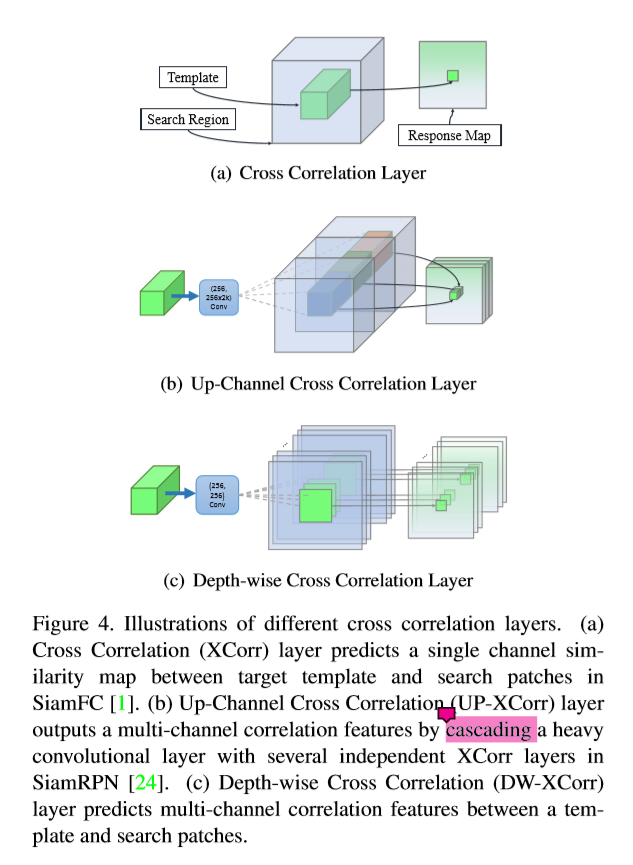 Template
Search Region
Response Map
(a) Cross Correlation Layer
(256,
256x2k)
Conv
(b) Up-Channel Cross Correlation Layer
(256,
256)
Conv
(c) Depth-wise Cross Correlation Layer
Figure 4. Illustrations of different cross correlation layers. (a)
Cross Correlation (XCorr) layer predicts a single channel sim-
ilarity map between target template and search patches in
SiamFC [1]. (b) Up-Channel Cross Correlation (UP-XCorr) layer
outputs a multi-channel correlation features by cascading a heavy
convolutional layer with several independent XCorr layers in
SiamRPN [24]. (c) Depth-wise Cross Correlation (DW-XCorr)
layer predicts multi-channel correlation features between a tem-
plate and search patches.